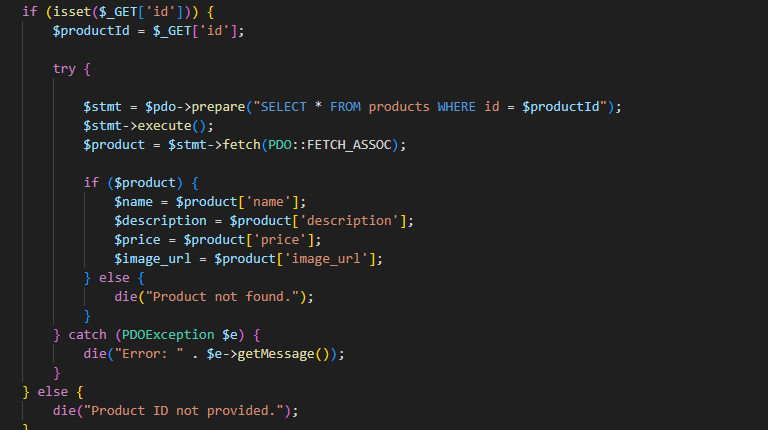 if (isset($_GET['id'])) {
$productId = $_GET['id'];
try {
$stmt = $pdo->prepare("SELECT * FROM products WHERE id = $productId");
$stmt->execute();
$product = $stmt->fetch(PDO::FETCH_ASSOC);
if ($product) {
$name = $product['name'];
$description = $product['description'];
$price = $product['price'];
$image_url = $product['image_url'];
} else {
die("Product not found.");
}
} catch (PDOException $e) {
die("Error: " . $e->getMessage());
}
} else {
die("Product ID not provided.");
}